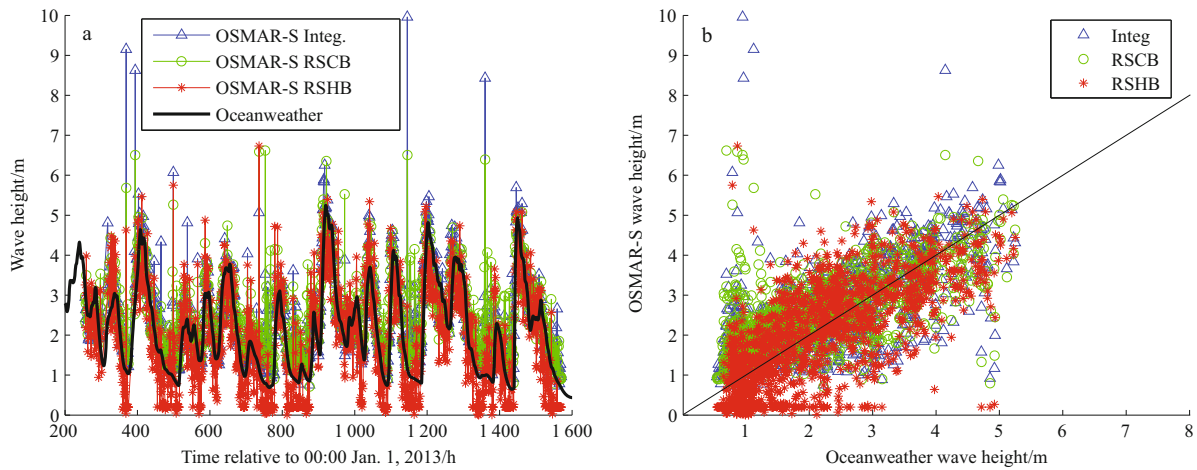 a
OSMAR-S Integ.
OSMAR-S RSCB
OSMAR-S RSHB
Oceanweather
Wave height/m
10
9
8
7
6
5
4
3
2
1
0
200 400 600 800 1 000 1 200 1 400 1 600
Time relative to 00:00 Jan. 1, 2013/h
b
Integ
RSCB
RSHB
OSMAR-S wave height/m
10
9
8
7
6
5
4
3
2
1
0
1 2 3 4 5 6 7 8
Oceanweather wave height/m